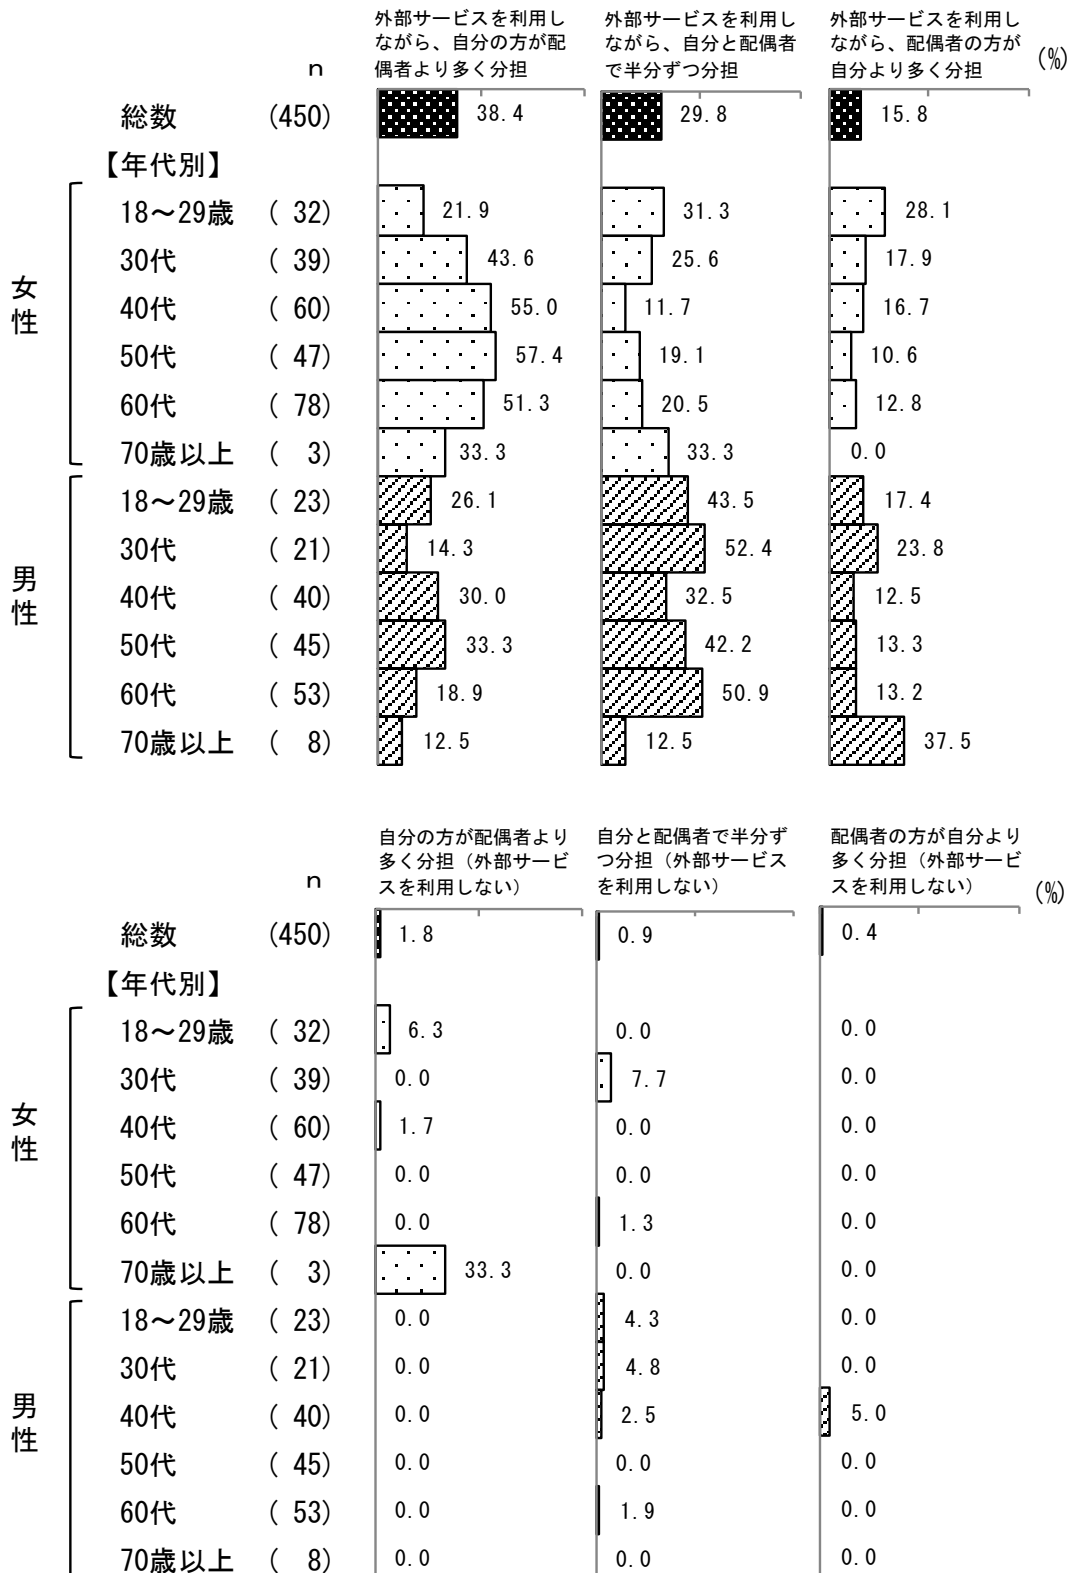 外部サービスを利用し
ながら、自分の方が配
偶者より多く分担
外部サービスを利用し
ながら、自分と配偶者
で半分ずつ分担
外部サービスを利用し
ながら、配偶者の方が
自分より多く分担
(%)
n
総数 (450) 38.4 29.8 15.8
【年代別】
女性
18～29歳 ( 32) 21.9 31.3 28.1
30代 ( 39) 43.6 25.6 17.9
40代 ( 60) 55.0 11.7 16.7
50代 ( 47) 57.4 19.1 10.6
60代 ( 78) 51.3 20.5 12.8
70歳以上 ( 3) 33.3 33.3 0.0
男性
18～29歳 ( 23) 26.1 43.5 17.4
30代 ( 21) 14.3 52.4 23.8
40代 ( 40) 30.0 32.5 12.5
50代 ( 45) 33.3 42.2 13.3
60代 ( 53) 18.9 50.9 13.2
70歳以上 ( 8) 12.5 12.5 37.5
自分の方が配偶者より
多く分担（外部サービ
スを利用しない）
自分と配偶者で半分ず
つ分担（外部サービス
を利用しない）
配偶者の方が自分より
多く分担（外部サービ
スを利用しない）
(%)
n
総数 (450) 1.8 0.9 0.4
【年代別】
女性
18～29歳 ( 32) 6.3 0.0 0.0
30代 ( 39) 0.0 7.7 0.0
40代 ( 60) 1.7 0.0 0.0
50代 ( 47) 0.0 0.0 0.0
60代 ( 78) 0.0 1.3 0.0
70歳以上 ( 3) 33.3 0.0 0.0
男性
18～29歳 ( 23) 0.0 4.3 0.0
30代 ( 21) 0.0 4.8 0.0
40代 ( 40) 0.0 2.5 5.0
50代 ( 45) 0.0 0.0 0.0
60代 ( 53) 0.0 1.9 0.0
70歳以上 ( 8) 0.0 0.0 0.0